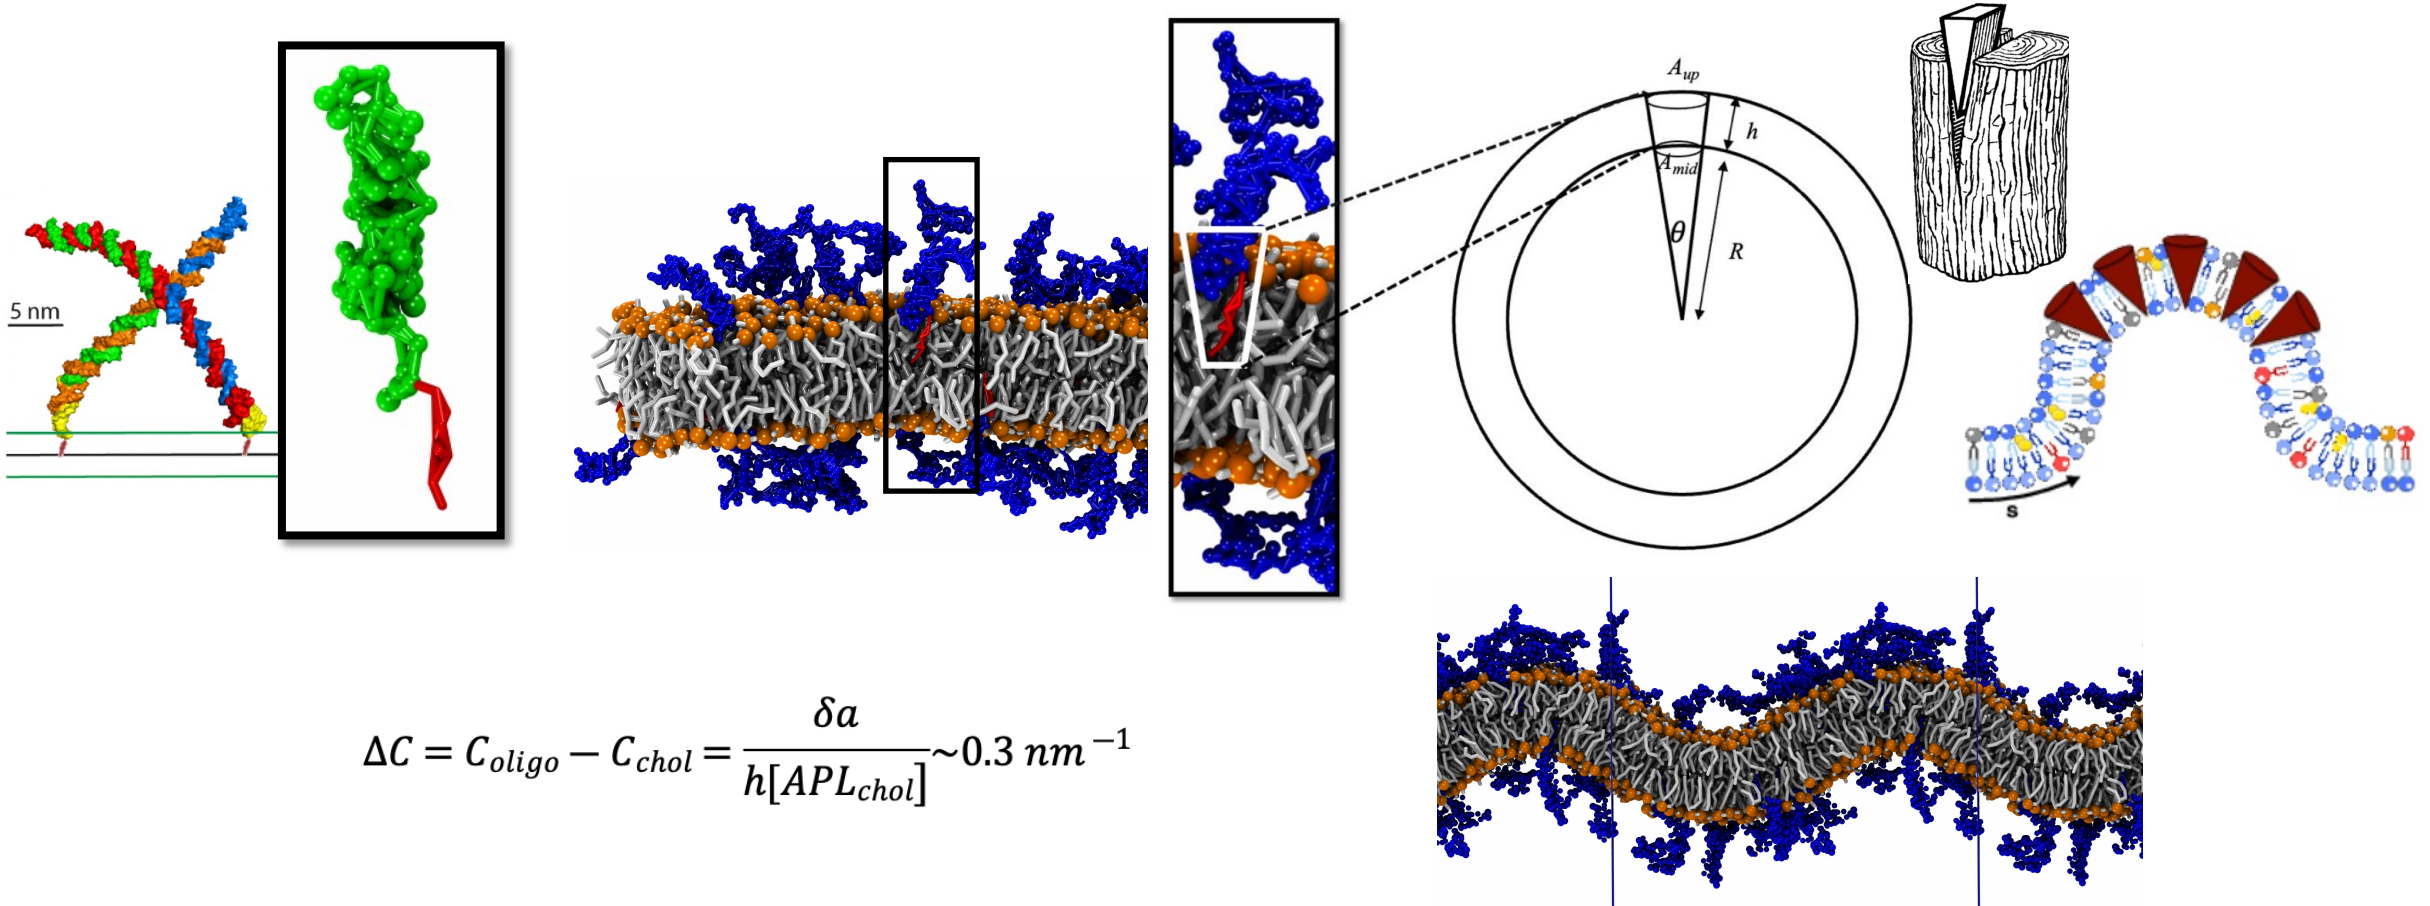 5 nm
A_up
h
A_mid
θ
R
s
ΔC = C_oligo − C_chol = δa / h[APL_chol] ~0.3 nm⁻¹